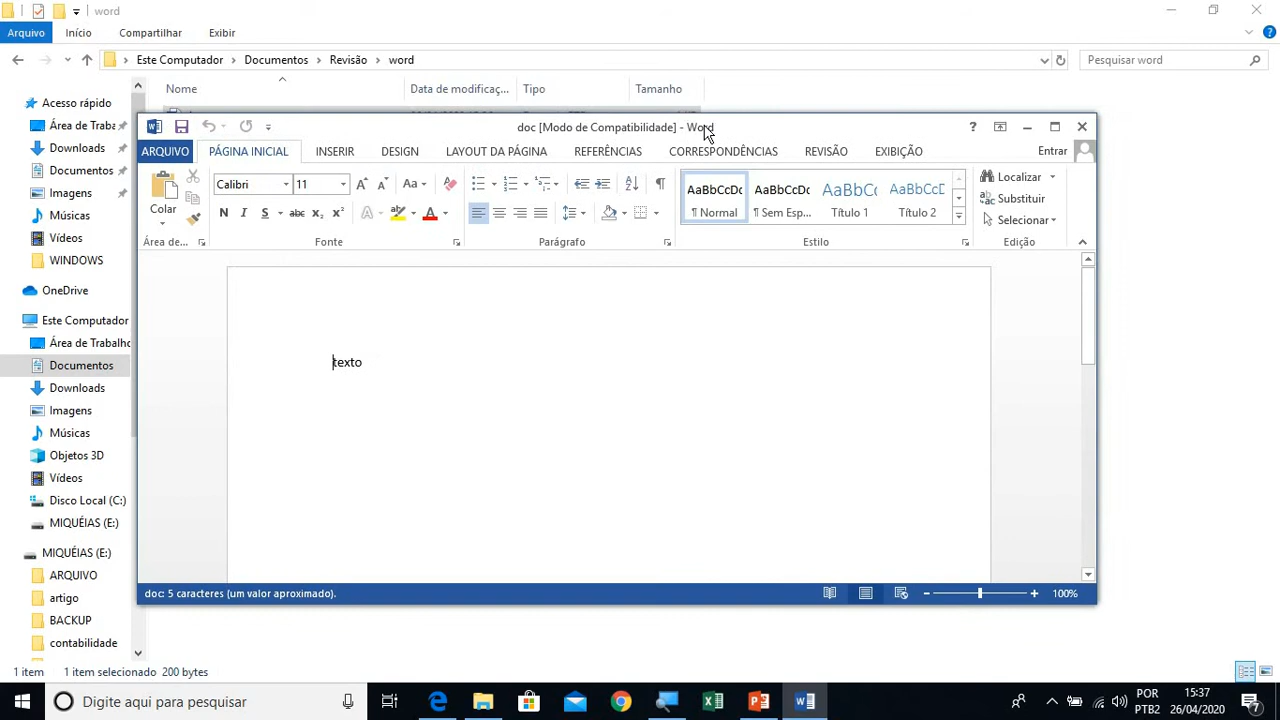 word
Arquivo Início Compartilhar Exibir
Este Computador Documentos Revisão word Pesquisar word
Nome Data de modificaç... Tipo Tamanho
Acesso rápido
Área de Traba
Downloads
Documentos
Imagens
Músicas
Vídeos
WINDOWS
OneDrive
Este Computador
Área de Trabalho
Documentos
Downloads
Imagens
Músicas
Objetos 3D
Vídeos
Disco Local (C:)
MIQUÉIAS (E:)
MIQUÉIAS (E:)
ARQUIVO
artigo
BACKUP
contabilidade
doc [Modo de Compatibilidade] - Word
ARQUIVO PÁGINA INICIAL INSERIR DESIGN LAYOUT DA PÁGINA REFERÊNCIAS CORRESPONDÊNCIAS REVISÃO EXIBIÇÃO Entrar
Colar
Calibri 11
Aa
N I S abc x₂ x² A A
AaBbCcDc AaBbCcDc AaBbCc AaBbCcD
¶ Normal ¶ Sem Esp... Título 1 Título 2
Localizar
Substituir
Selecionar
Área de... Fonte Parágrafo Estilo Edição
texto
doc: 5 caracteres (um valor aproximado). 100%
1 item 1 item selecionado 200 bytes
Digite aqui para pesquisar
POR
PTB2
15:37
26/04/2020
7